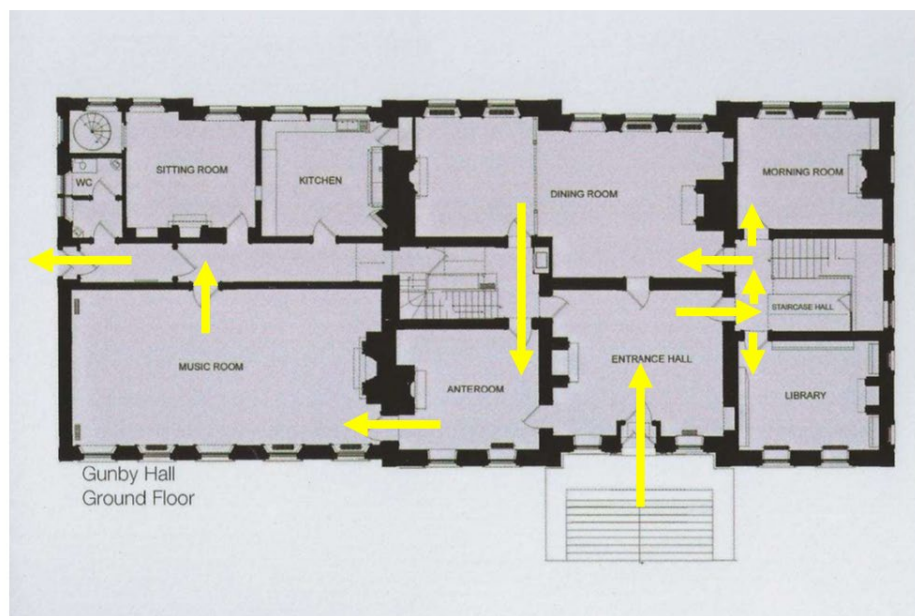 SITTING ROOM
WC
KITCHEN
DINING ROOM
MORNING ROOM
STAIRCASE HALL
MUSIC ROOM
ANTEROOM
ENTRANCE HALL
LIBRARY
Gunby Hall
Ground Floor